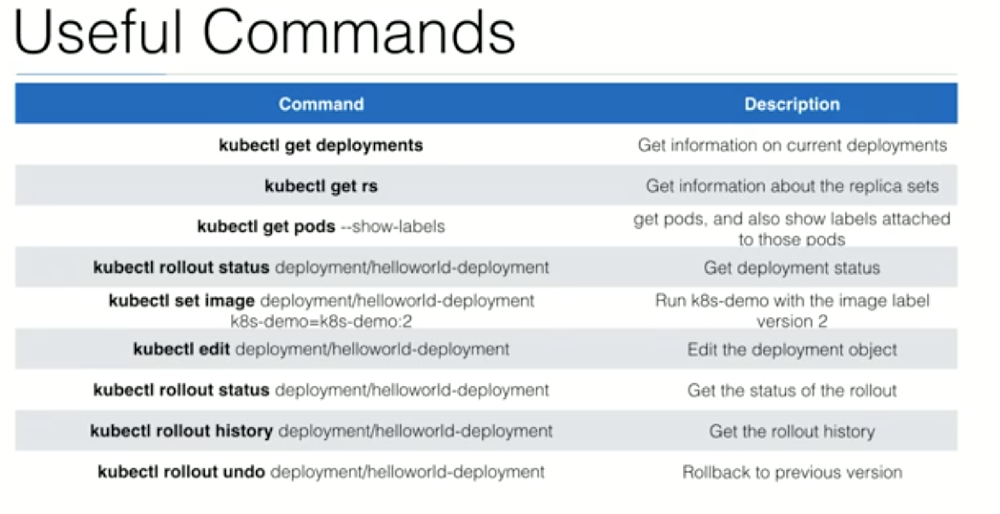 Useful Commands
Command Description
kubectl get deployments Get information on current deployments
kubectl get rs Get information about the replica sets
kubectl get pods --show-labels get pods, and also show labels attached
to those pods
kubectl rollout status deployment/helloworld-deployment Get deployment status
kubectl set image deployment/helloworld-deployment Run k8s-demo with the image label
k8s-demo=k8s-demo:2 version 2
kubectl edit deployment/helloworld-deployment Edit the deployment object
kubectl rollout status deployment/helloworld-deployment Get the status of the rollout
kubectl rollout history deployment/helloworld-deployment Get the rollout history
kubectl rollout undo deployment/helloworld-deployment Rollback to previous version